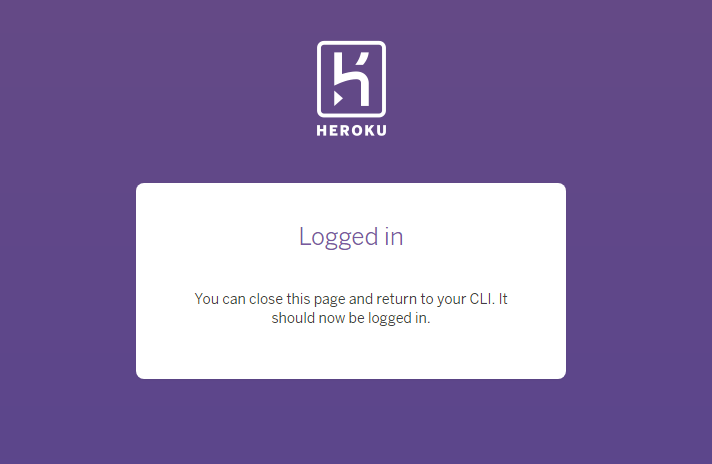 HEROKU
Logged in
You can close this page and return to your CLI. It
should now be logged in.